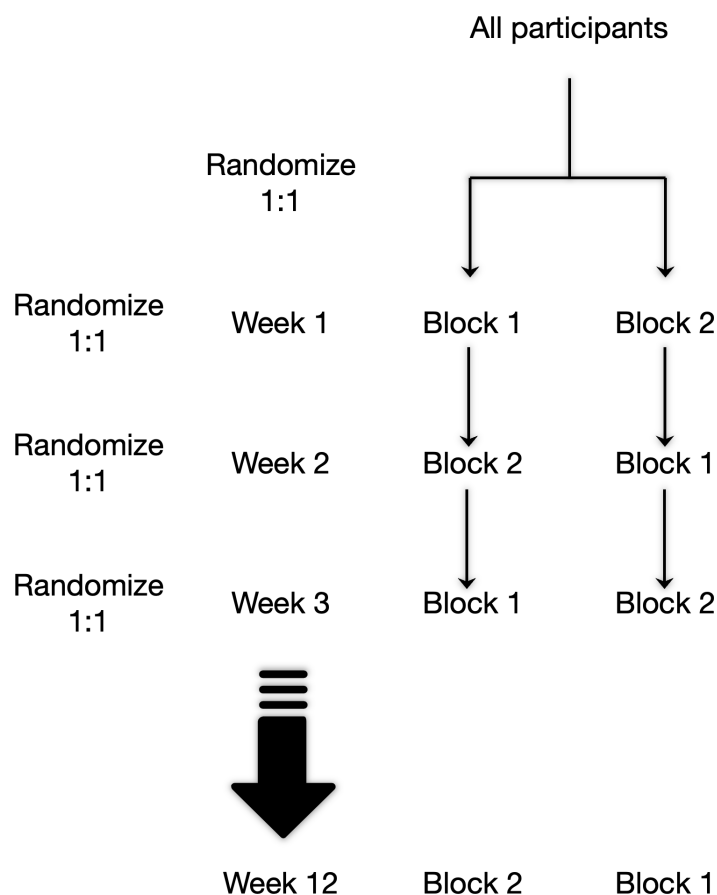 All participants
Randomize
1:1
Randomize
1:1
Week 1
Block 1
Block 2
Randomize
1:1
Week 2
Block 2
Block 1
Randomize
1:1
Week 3
Block 1
Block 2
Week 12
Block 2
Block 1